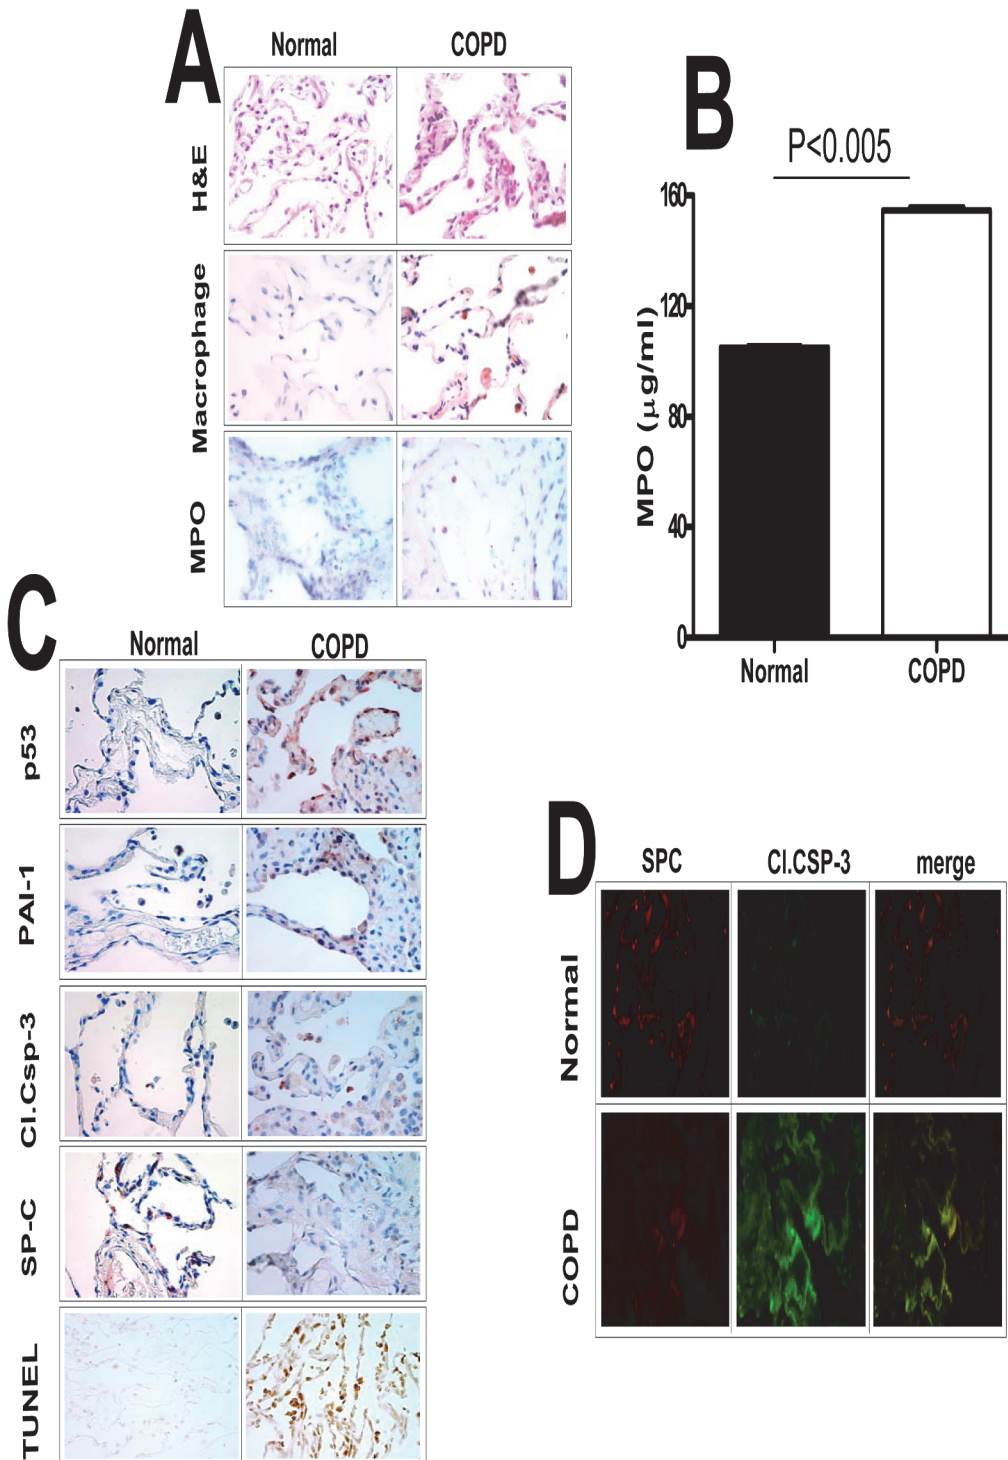 A
Normal COPD
H&E
Macrophage
MPO
B
P<0.005
MPO (µg/ml)
160
120
80
40
0
Normal COPD
C
Normal COPD
p53
PAI-1
Cl.Csp-3
SP-C
TUNEL
D
SPC Cl.CSP-3 merge
Normal
COPD